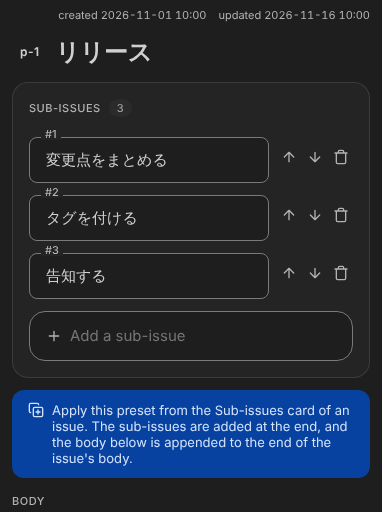 created 2026-11-01 10:00 updated 2026-11-16 10:00
p-1 リリース
SUB-ISSUES 3
#1
変更点をまとめる
#2
タグを付ける
#3
告知する
Add a sub-issue
Apply this preset from the Sub-issues card of an
issue. The sub-issues are added at the end, and
the body below is appended to the end of the
issue's body.
BODY